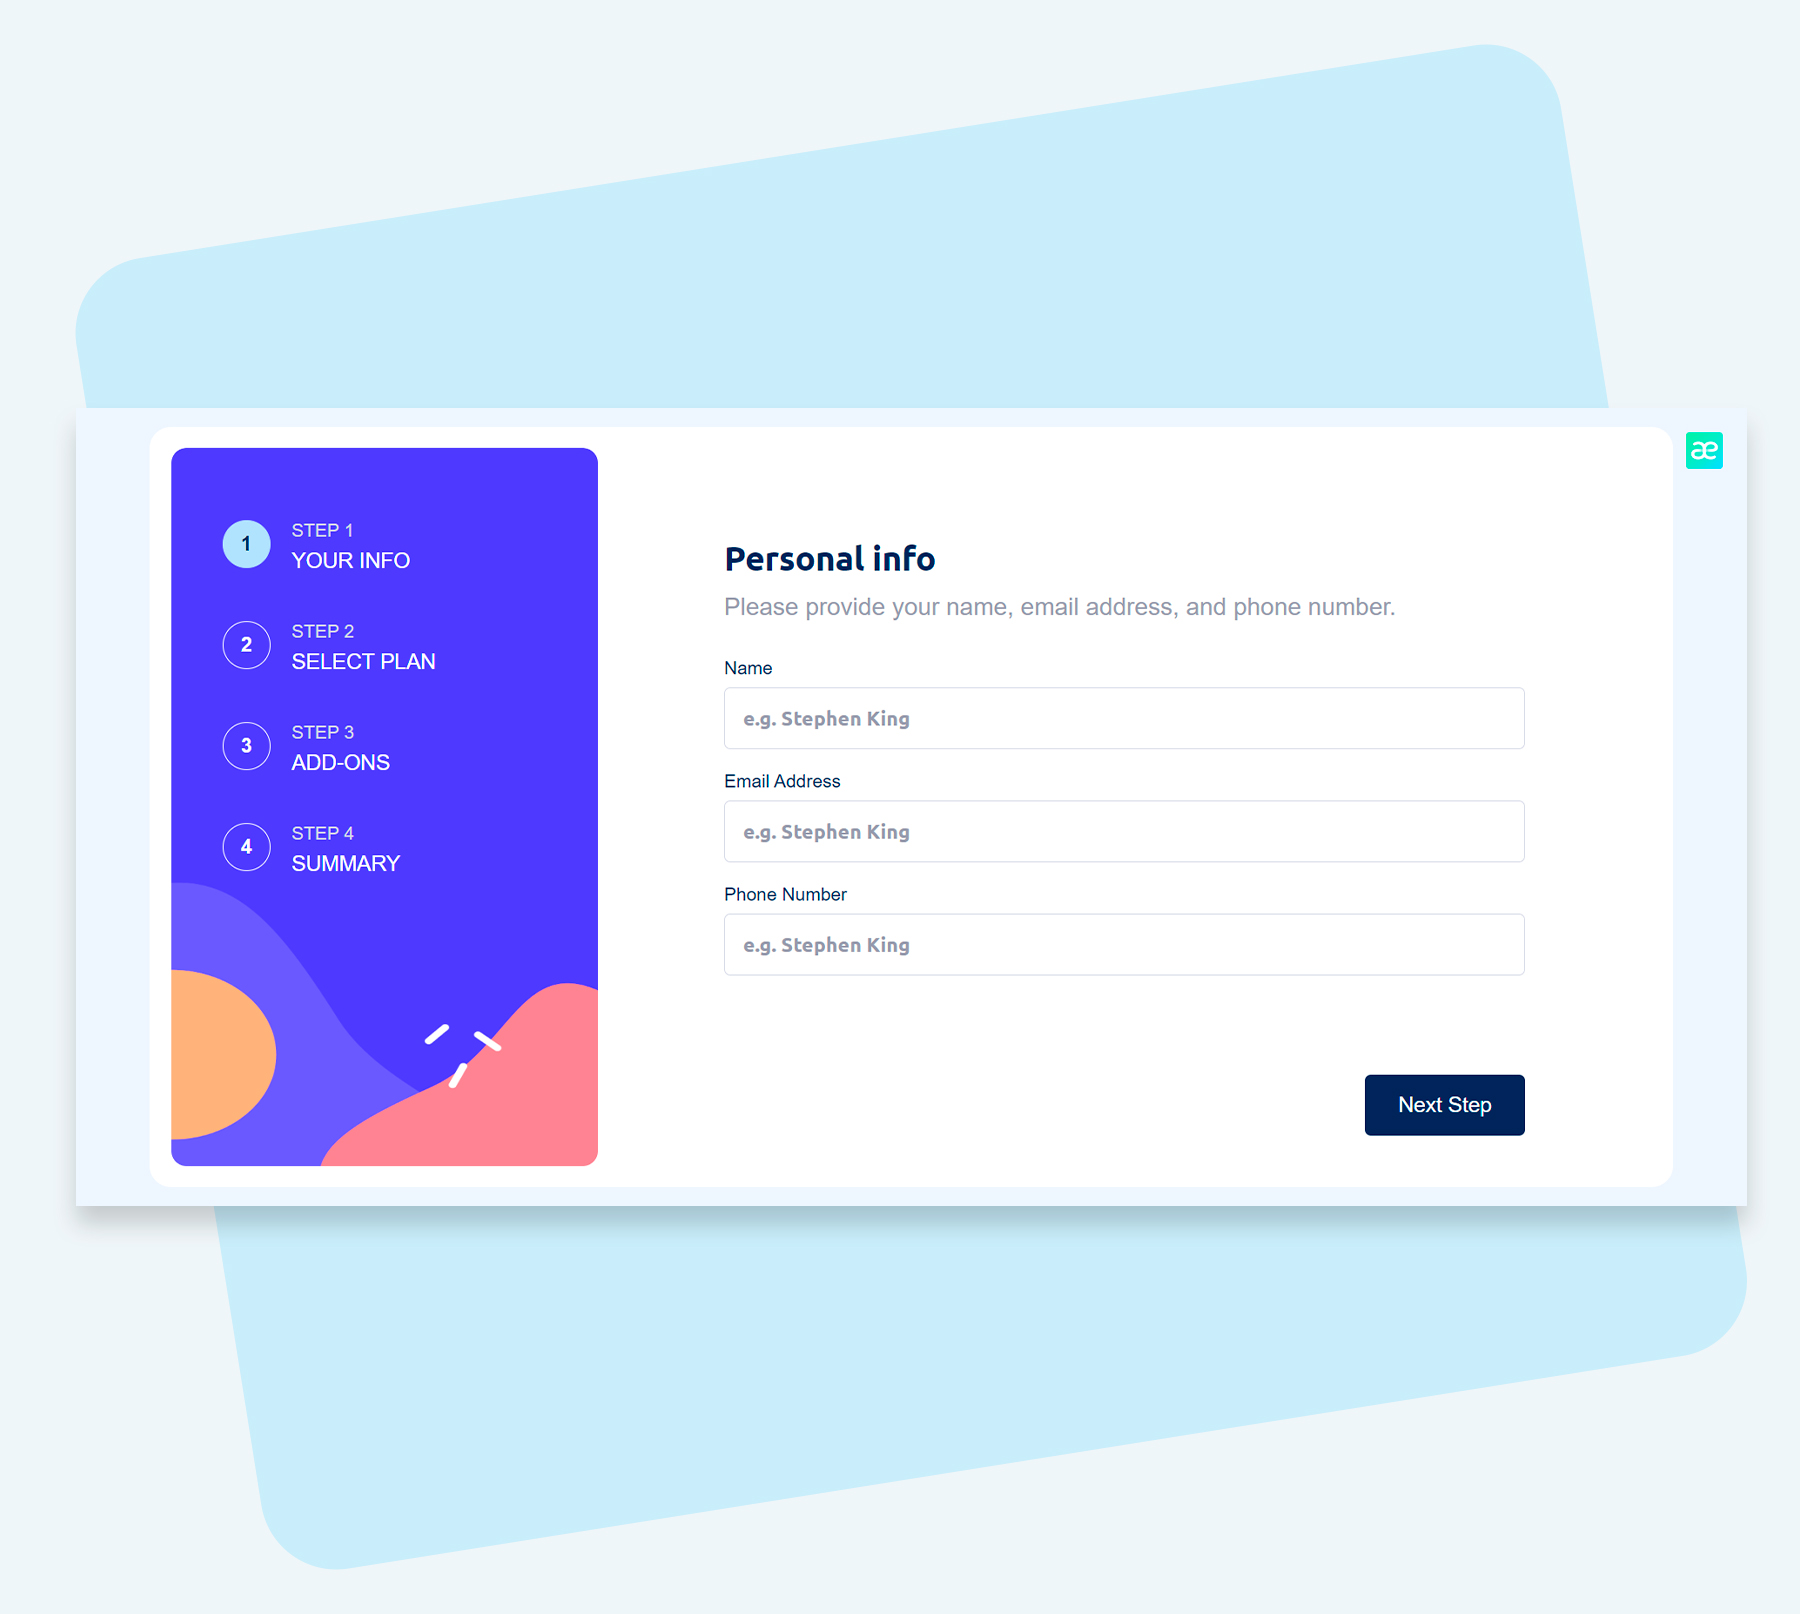 æ
1
STEP 1
YOUR INFO
2
STEP 2
SELECT PLAN
3
STEP 3
ADD-ONS
4
STEP 4
SUMMARY
Personal info
Please provide your name, email address, and phone number.
Name
e.g. Stephen King
Email Address
e.g. Stephen King
Phone Number
e.g. Stephen King
Next Step